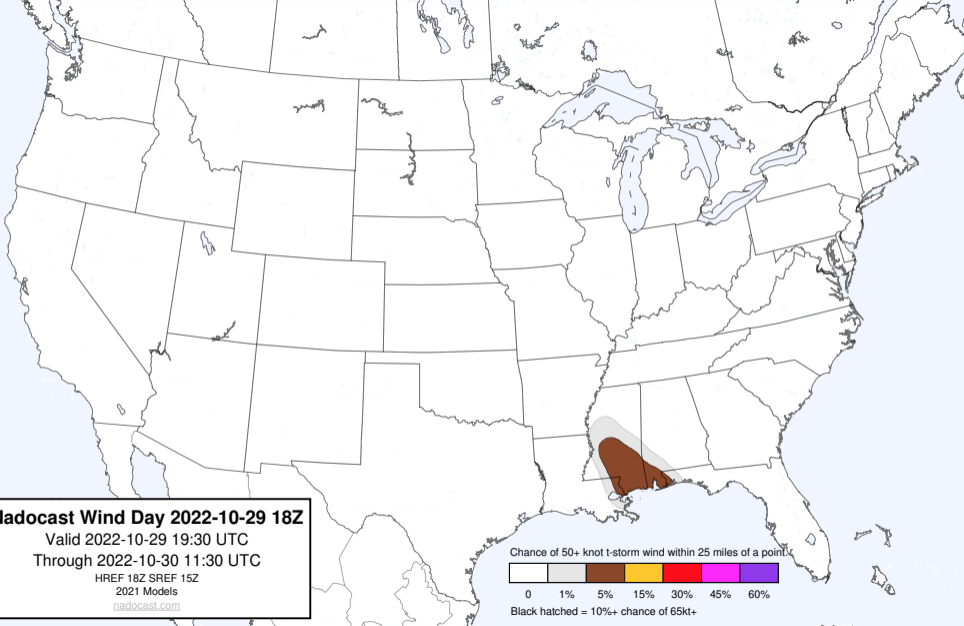 Nadocast Wind Day 2022-10-29 18Z
Valid 2022-10-29 19:30 UTC
Through 2022-10-30 11:30 UTC
HREF 18Z SREF 15Z
2021 Models
nadocast.com
Chance of 50+ knot t-storm wind within 25 miles of a point.
0 1% 5% 15% 30% 45% 60%
Black hatched = 10%+ chance of 65kt+